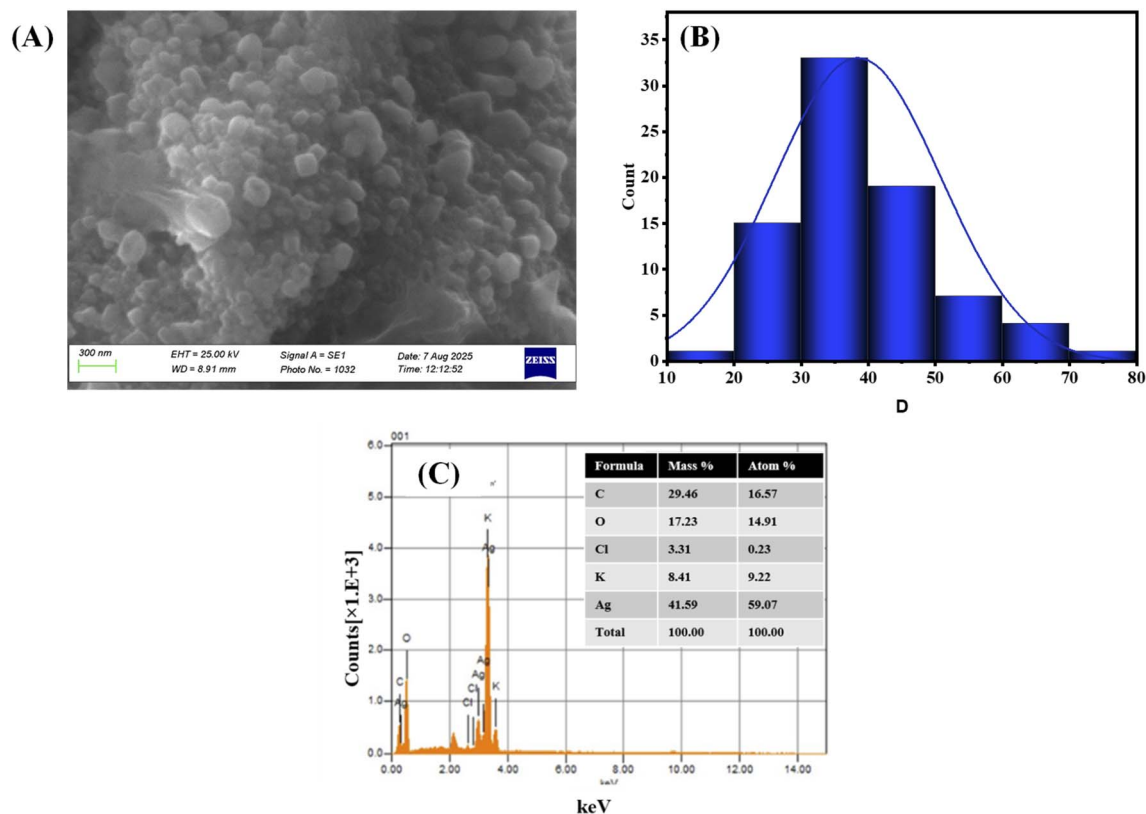 (A)
300 nm
EHT = 25.00 kV
WD = 8.91 mm
Signal A = SE1
Photo No. = 1032
Date: 7 Aug 2025
Time: 12:12:52
ZEISS
(B)
35
30
25
20
15
10
5
0
Count
10 20 30 40 50 60 70 80
D
(C)
001
6.0
5.0
4.0
3.0
2.0
1.0
0.0
Counts[×1.E+3]
C
Ag
O
Cl
Cl
Ag
Ag
K
Ag
K
Formula Mass % Atom %
C 29.46 16.57
O 17.23 14.91
Cl 3.31 0.23
K 8.41 9.22
Ag 41.59 59.07
Total 100.00 100.00
0.00 2.00 4.00 6.00 8.00 10.00 12.00 14.00
keV
keV